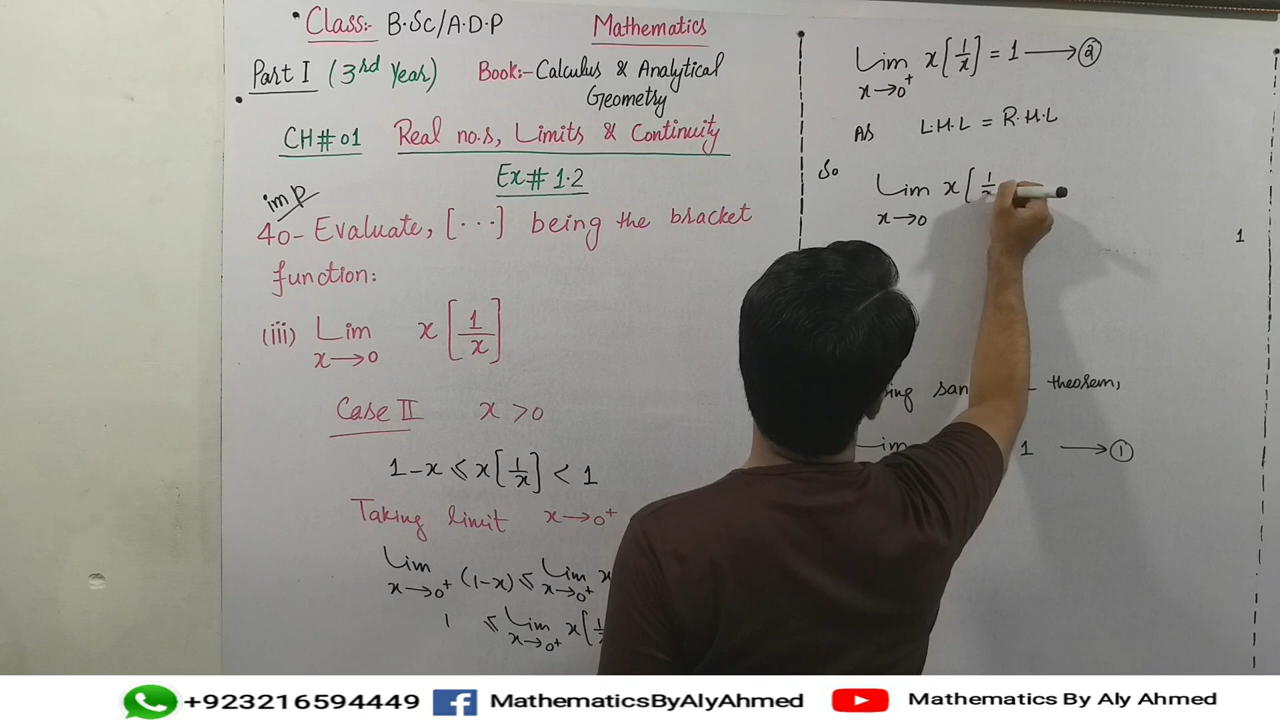 Class:- B.Sc/A.D.P Mathematics
Part I (3rd Year) Book:- Calculus & Analytical
Geometry
CH# 01 Real no.s, Limits & Continuity
Ex# 1.2
imp
40- Evaluate, [...] being the bracket
function:
(iii) Lim x→0 x[1/x]
Case II x > 0
1-x ≤ x[1/x] < 1
Taking limit x→0⁺
Lim x→0⁺ (1-x) ≤ Lim x→0⁺ x
1 ≤ Lim x→0⁺ x[1/
Lim x→0⁺ x[1/x] = 1 → ②
As L.H.L = R.H.L
So
Lim x→0 x[1/x
1
theorem,
Lim 1 → ①
+923216594449 MathematicsByAlyAhmed Mathematics By Aly Ahmed